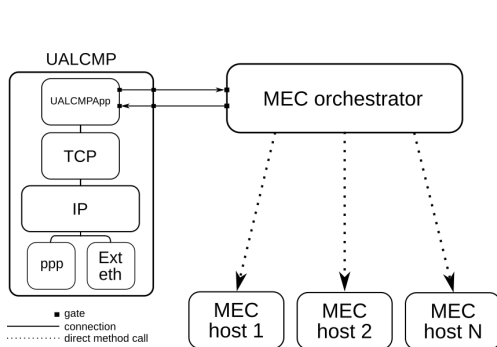 UALCMP
UALCMPApp
TCP
IP
ppp
Ext
eth
MEC orchestrator
MEC
host 1
MEC
host 2
MEC
host N
gate
connection
direct method call